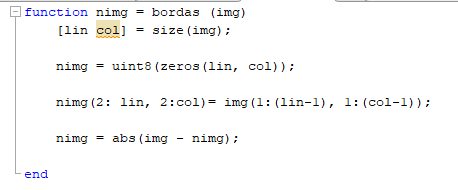 function nimg = bordas (img)
[lin col] = size(img);
nimg = uint8(zeros(lin, col));
nimg(2: lin, 2:col)= img(1:(lin-1), 1:(col-1));
nimg = abs(img - nimg);
end